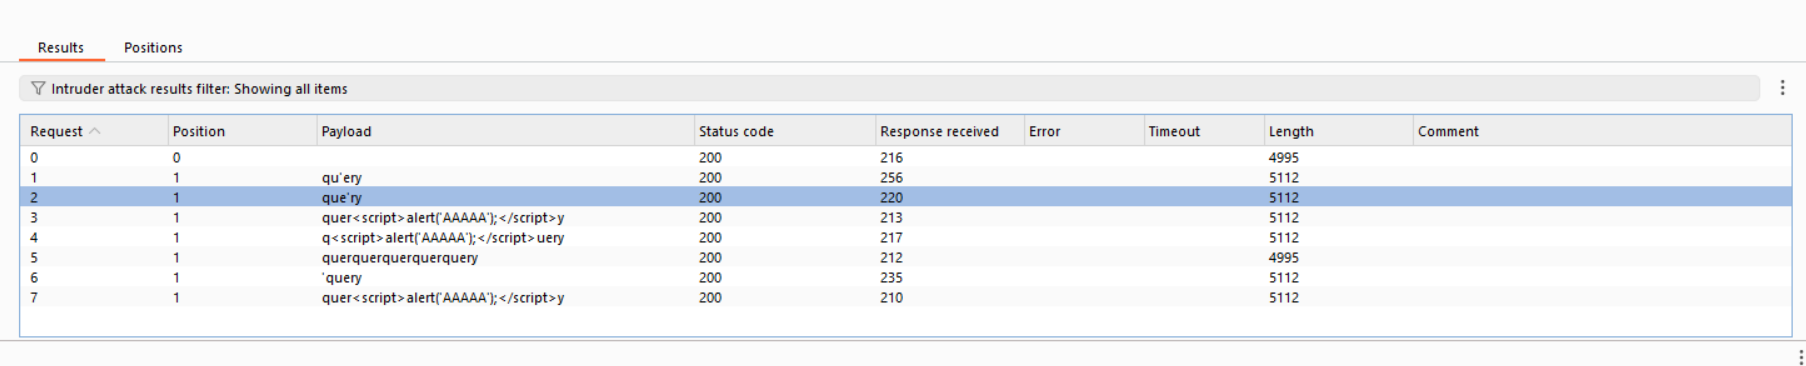 Results Positions
Intruder attack results filter: Showing all items
Request Position Payload Status code Response received Error Timeout Length Comment
0 0 200 216 4995
1 1 qu'ery 200 256 5112
2 1 que'ry 200 220 5112
3 1 quer<script>alert('AAAAA');</script>y 200 213 5112
4 1 q<script>alert('AAAAA');</script>uery 200 217 5112
5 1 querquerquerquerquery 200 212 4995
6 1 'query 200 235 5112
7 1 quer<script>alert('AAAAA');</script>y 200 210 5112